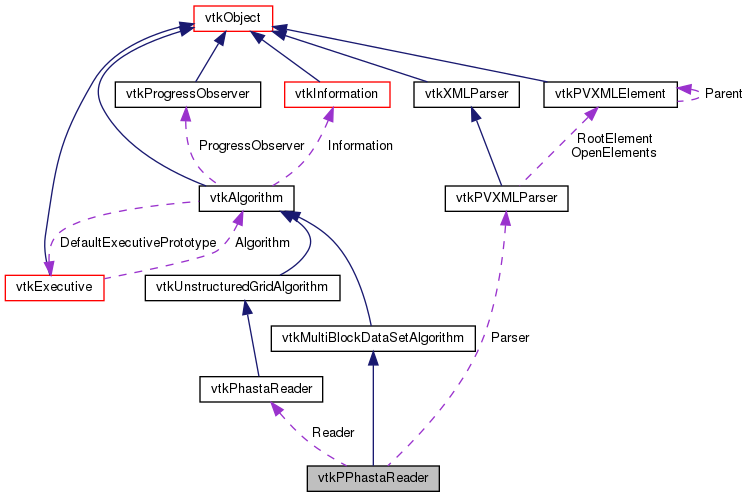 vtkObject
vtkProgressObserver
vtkInformation
vtkXMLParser
vtkPVXMLElement
Parent
ProgressObserver
Information
RootElement
OpenElements
vtkAlgorithm
vtkPVXMLParser
DefaultExecutivePrototype
Algorithm
vtkExecutive
vtkUnstructuredGridAlgorithm
vtkMultiBlockDataSetAlgorithm
Parser
vtkPhastaReader
Reader
vtkPPhastaReader